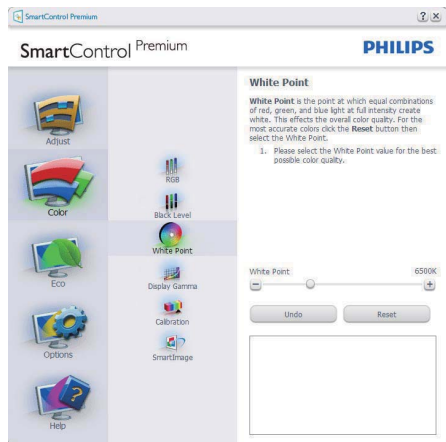 SmartControl Premium
? ×
SmartControl Premium
PHILIPS
Adjust
Color
Eco
Options
Help
RGB
Black Level
White Point
Display Gamma
Calibration
SmartImage
White Point
White Point is the point at which equal combinations
of red, green, and blue light at full intensity create
white. This effects the overall color quality. For the
most accurate colors click the Reset button then
select the White Point.
1. Please select the White Point value for the best
possible color quality.
White Point 6500K
Undo Reset